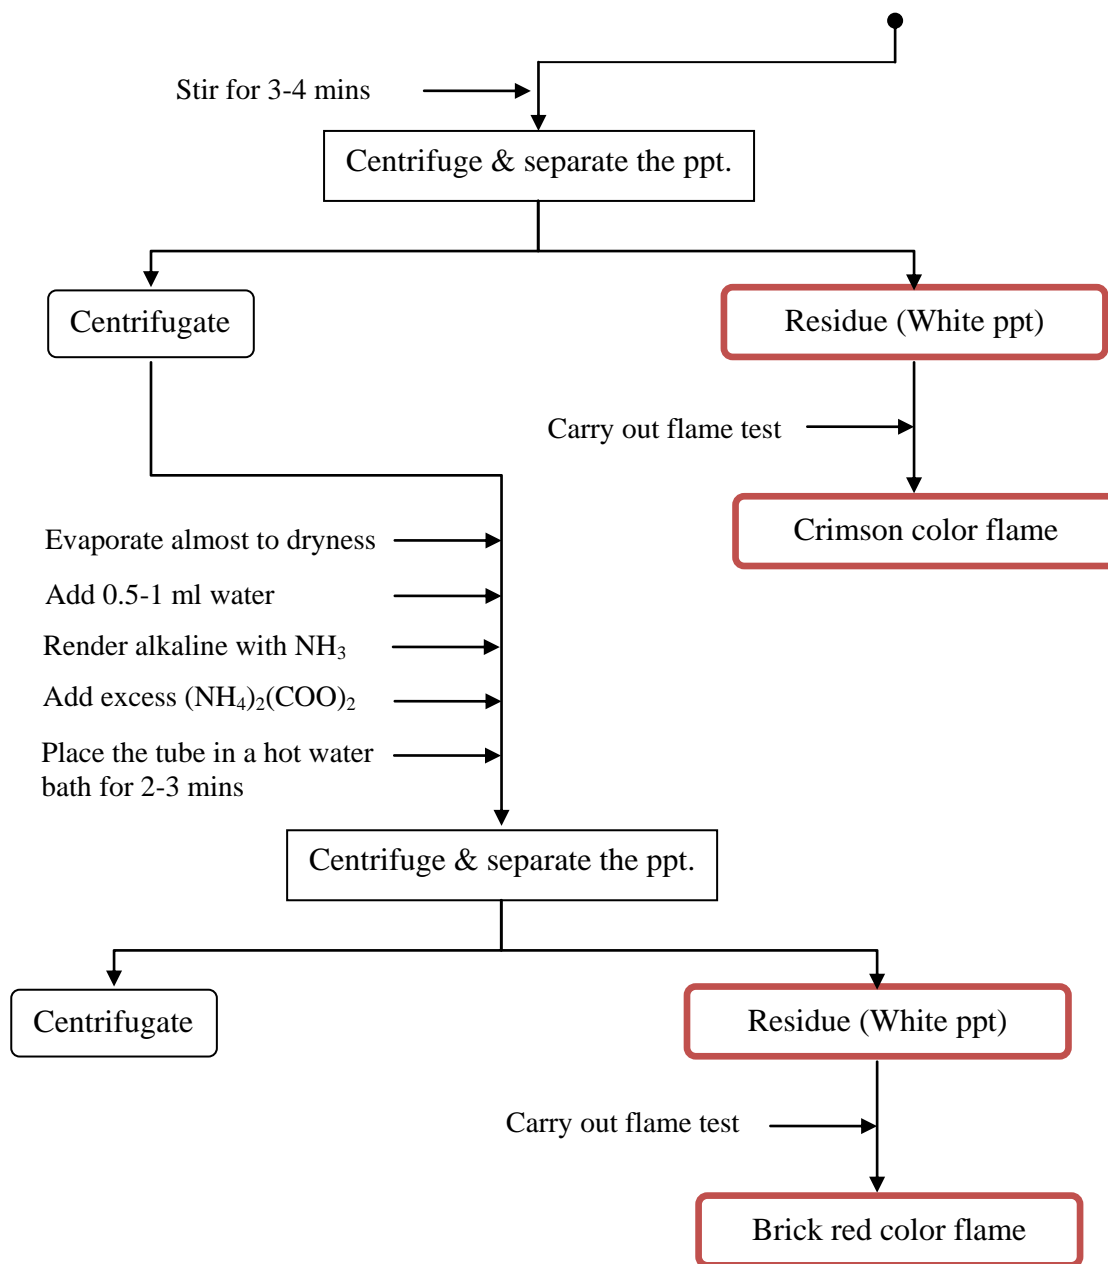 Stir for 3-4 mins
Centrifuge & separate the ppt.
Centrifugate
Residue (White ppt)
Carry out flame test
Crimson color flame
Evaporate almost to dryness
Add 0.5-1 ml water
Render alkaline with NH₃
Add excess (NH₄)₂(COO)₂
Place the tube in a hot water
bath for 2-3 mins
Centrifuge & separate the ppt.
Centrifugate
Residue (White ppt)
Carry out flame test
Brick red color flame